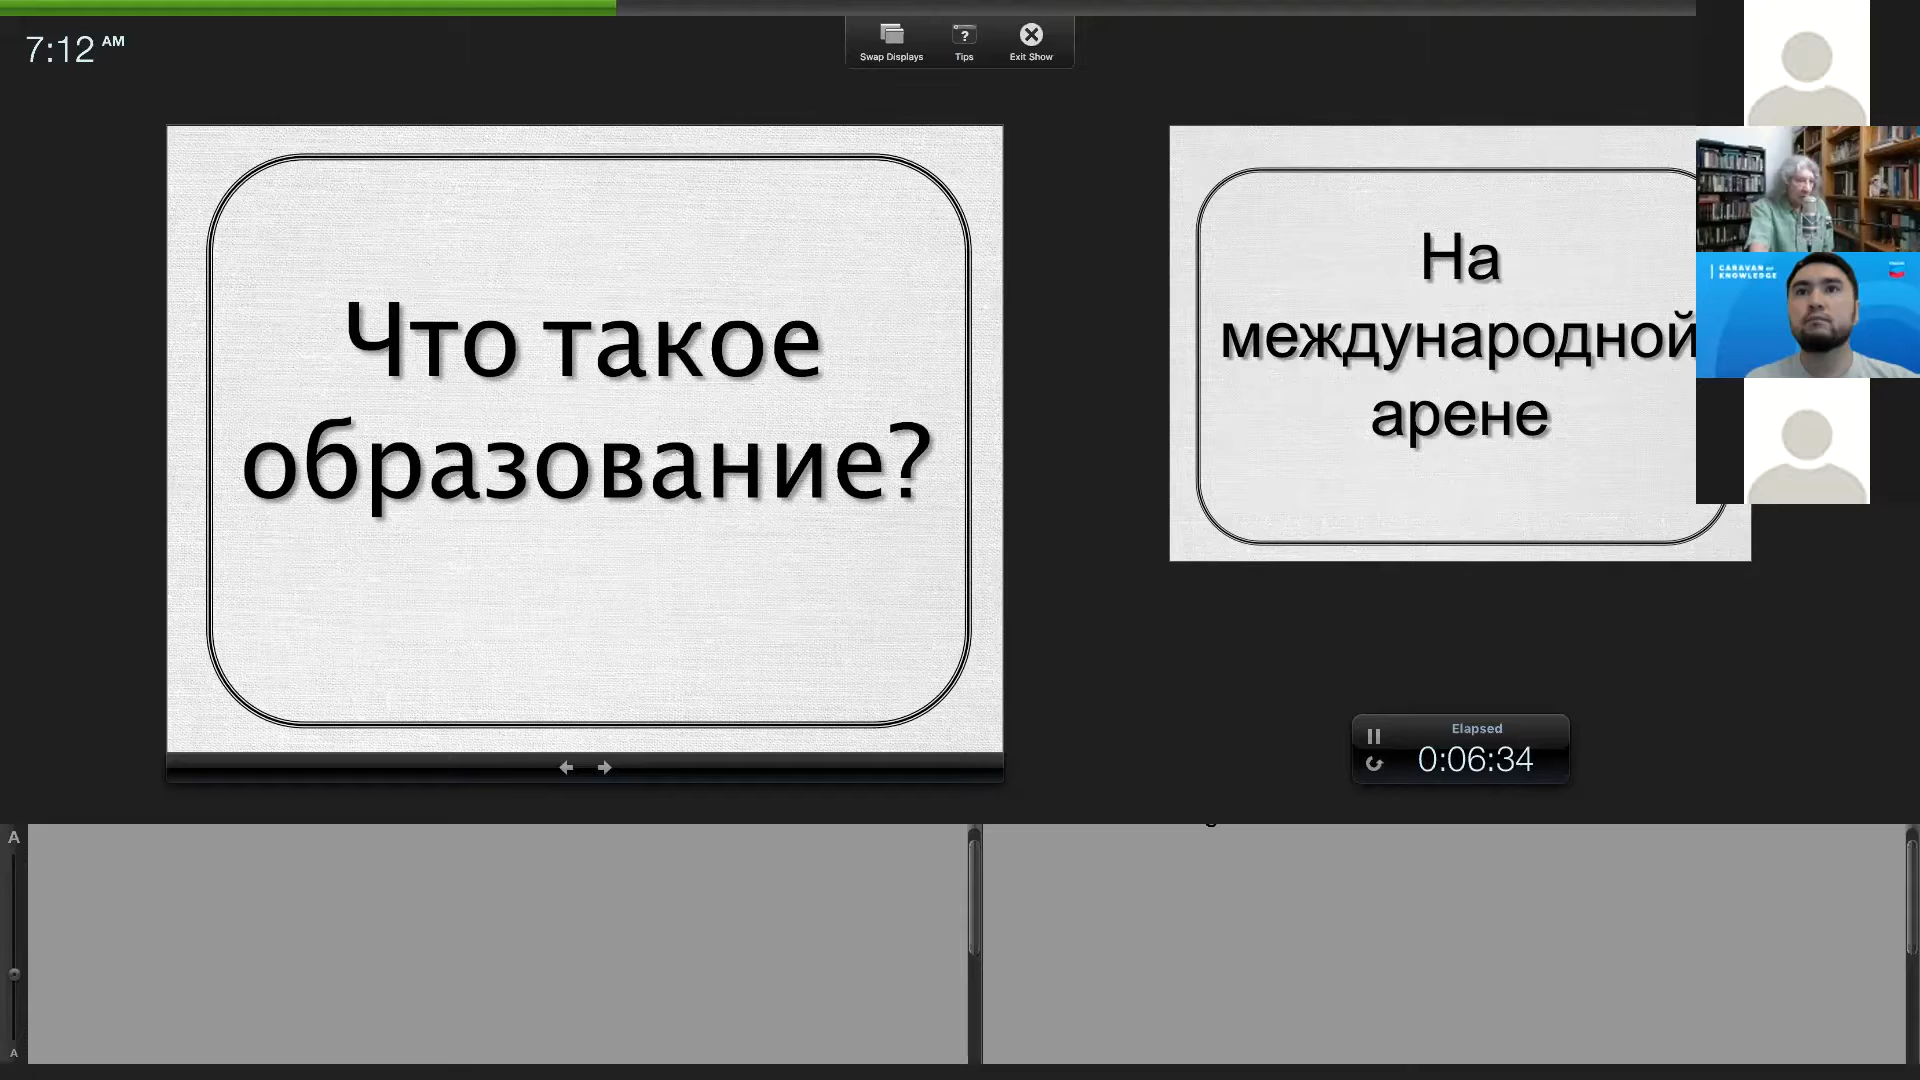 7:12 AM
Swap Displays
Tips
Exit Show
Что такое
образование?
На
международной
арене
CARAVAN OF
KNOWLEDGE
Elapsed
0:06:34
A
A